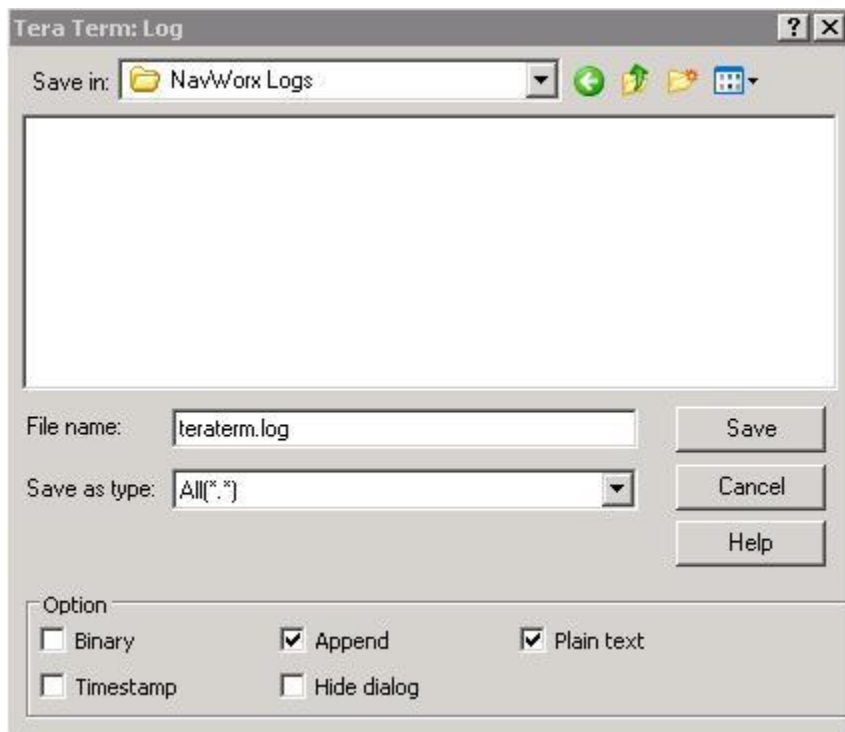 Tera Term: Log
Save in: NavWorx Logs
File name: teraterm.log
Save
Save as type: All(*.*)
Cancel
Help
Option
Binary Append Plain text
Timestamp Hide dialog